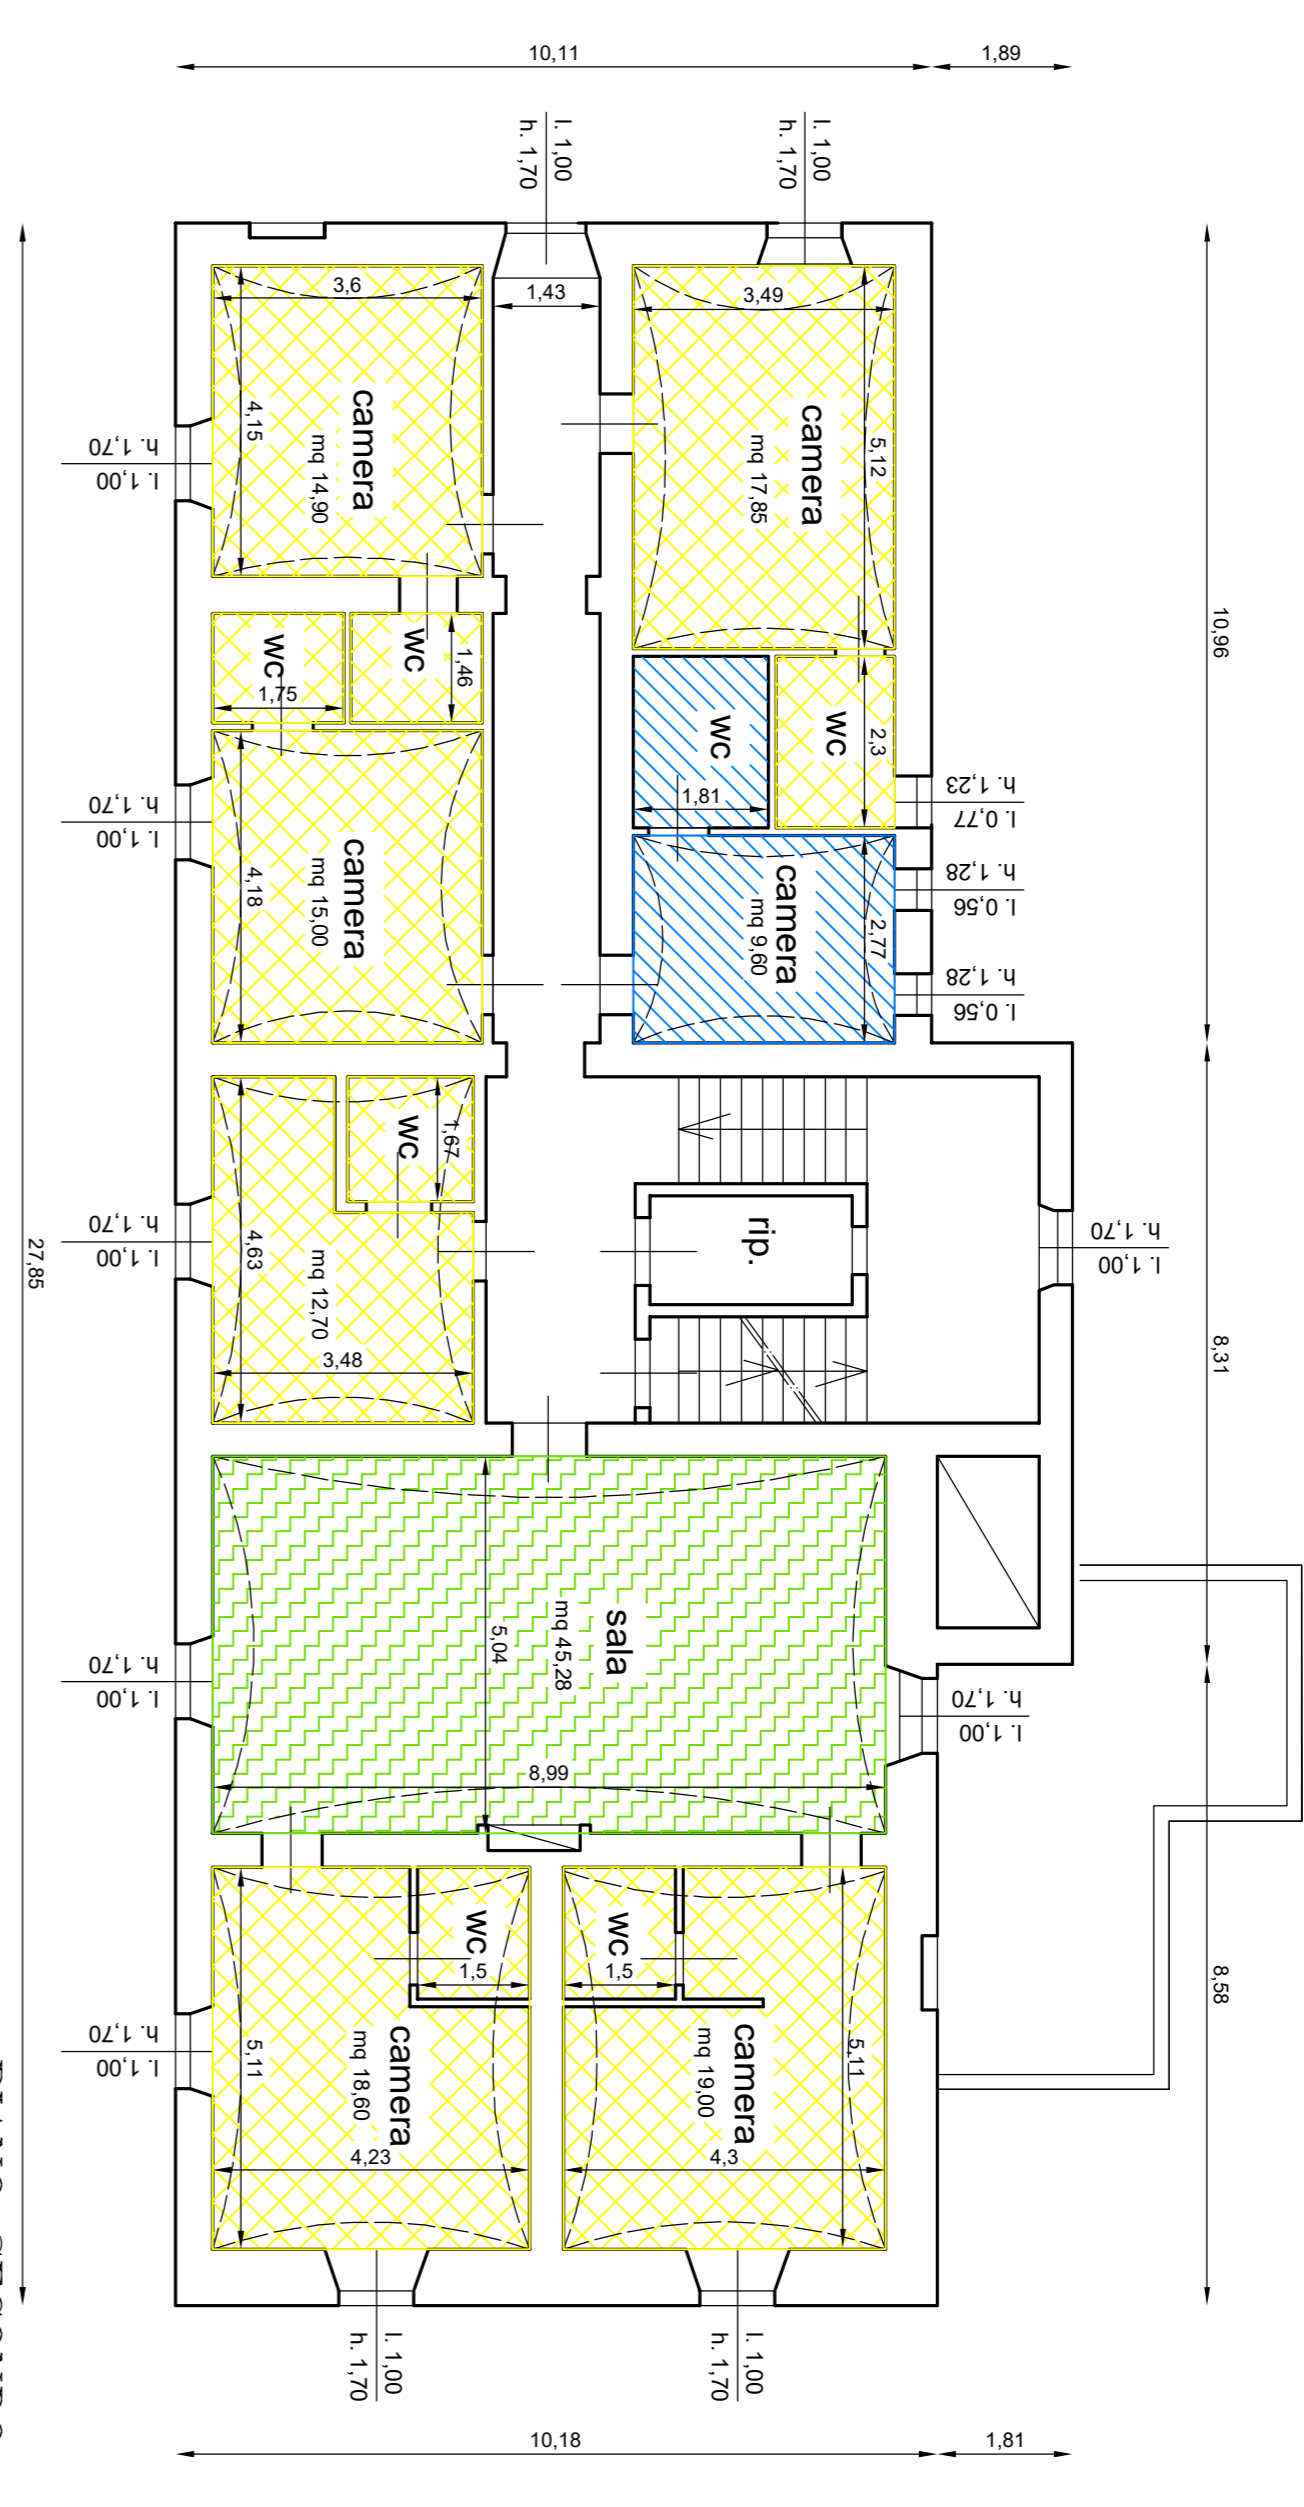 10,11
1,89
l. 1,00
h. 1,70
l. 1,00
h. 1,70
3,6
1,43
3,49
camera
mq 14,90
4,15
camera
mq 17,85
5,12
h. 1,70
l. 1,00
10,96
wc
1,75
wc
1,46
wc
1,81
wc
2,3
h. 1,23
l. 0,77
h. 1,70
l. 1,00
camera
mq 15,00
4,18
camera
mq 9,60
2,77
h. 1,28
l. 0,56
h. 1,28
l. 0,56
wc
1,67
4,63
mq 12,70
3,48
rip.
h. 1,70
l. 1,00
h. 1,70
l. 1,00
27,85
8,31
sala
mq 45,28
5,04
8,99
h. 1,70
l. 1,00
h. 1,70
l. 1,00
wc
1,5
wc
1,5
8,58
camera
mq 18,60
5,11
4,23
camera
mq 19,00
5,11
4,3
h. 1,70
l. 1,00
l. 1,00
h. 1,70
l. 1,00
h. 1,70
10,18
1,81